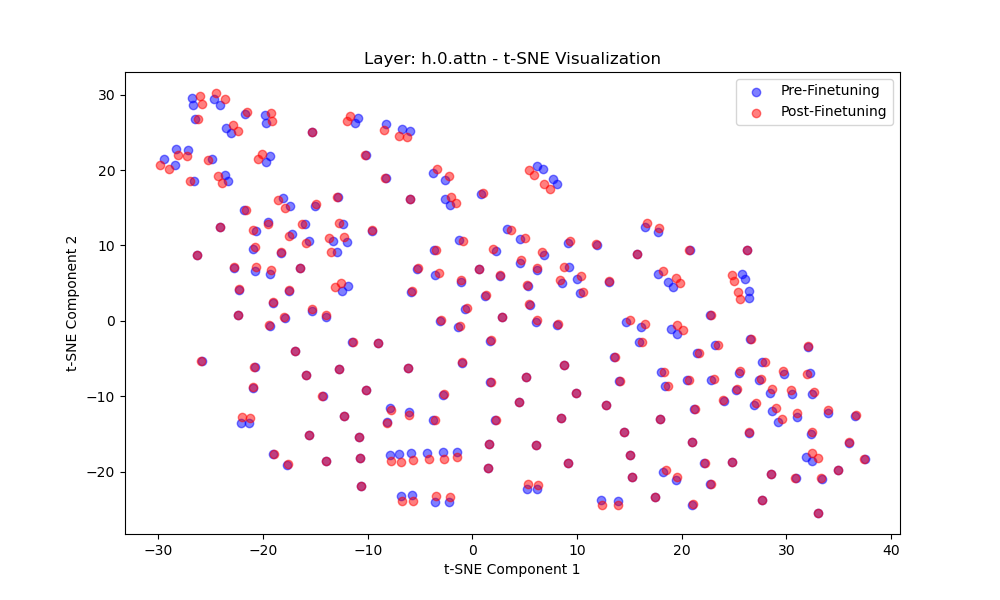 Layer: h.0.attn - t-SNE Visualization
Pre-Finetuning
Post-Finetuning
30
20
10
0
−10
−20
t-SNE Component 2
−30
−20
−10
0
10
20
30
40
t-SNE Component 1